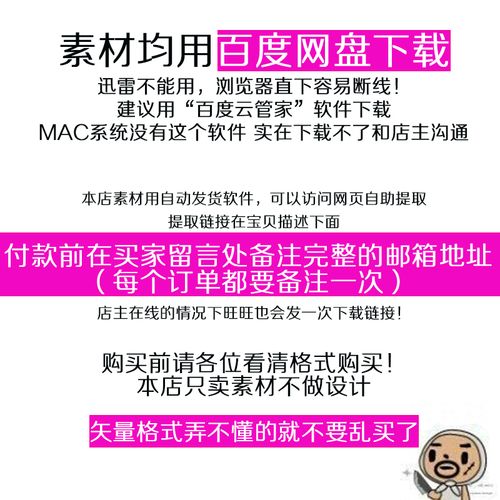 素材均用百度网盘下载
迅雷不能用，浏览器直下容易断线！
建议用“百度云管家”软件下载
MAC系统没有这个软件 实在下载不了和店主沟通
本店素材用自动发货软件，可以访问网页自助提取
提取链接在宝贝描述下面
付款前在买家留言处备注完整的邮箱地址
（每个订单都要备注一次）
店主在线的情况下旺旺也会发一次下载链接！
购买前请各位看清格式购买！
本店只卖素材不做设计
矢量格式弄不懂的就不要乱买了